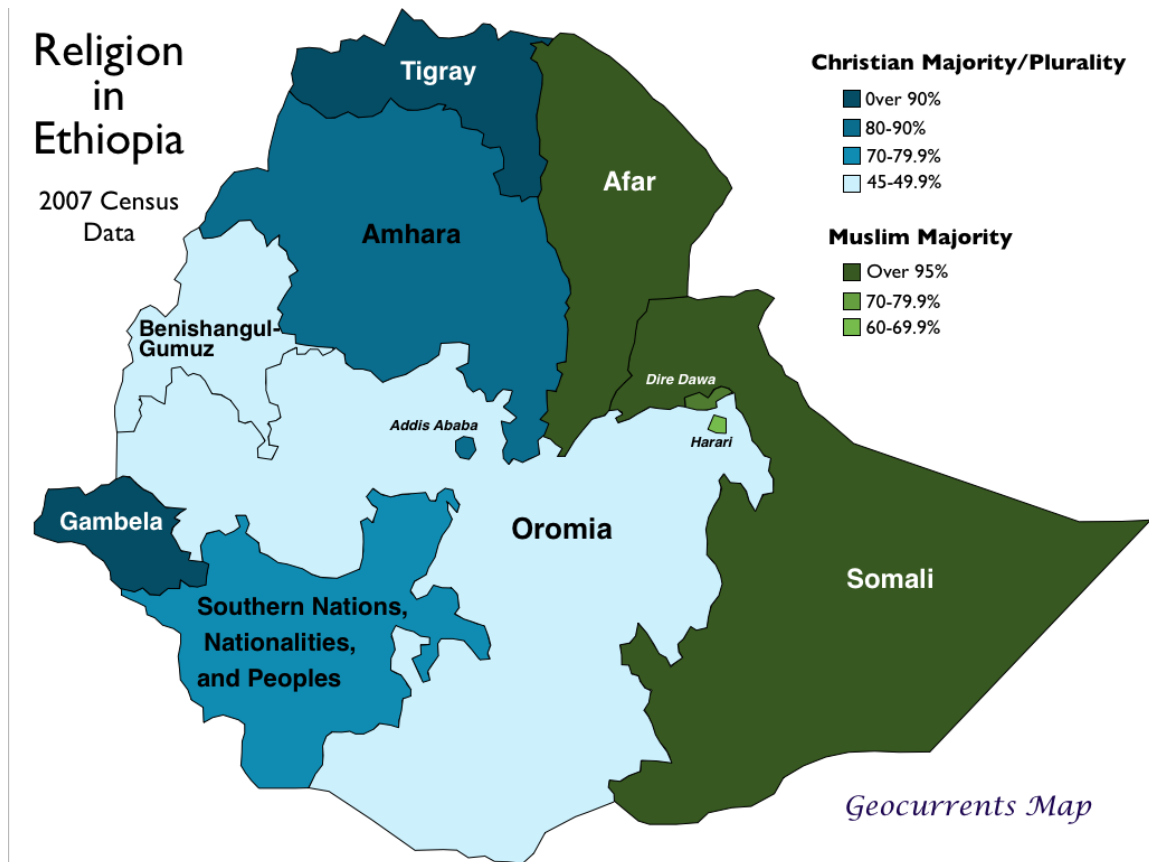 Religion
in
Ethiopia
2007 Census
Data
Christian Majority/Plurality
0ver 90%
80-90%
70-79.9%
45-49.9%
Muslim Majority
Over 95%
70-79.9%
60-69.9%
Tigray
Afar
Amhara
Benishangul-
Gumuz
Dire Dawa
Addis Ababa
Harari
Gambela
Oromia
Somali
Southern Nations,
Nationalities,
and Peoples
Geocurrents Map